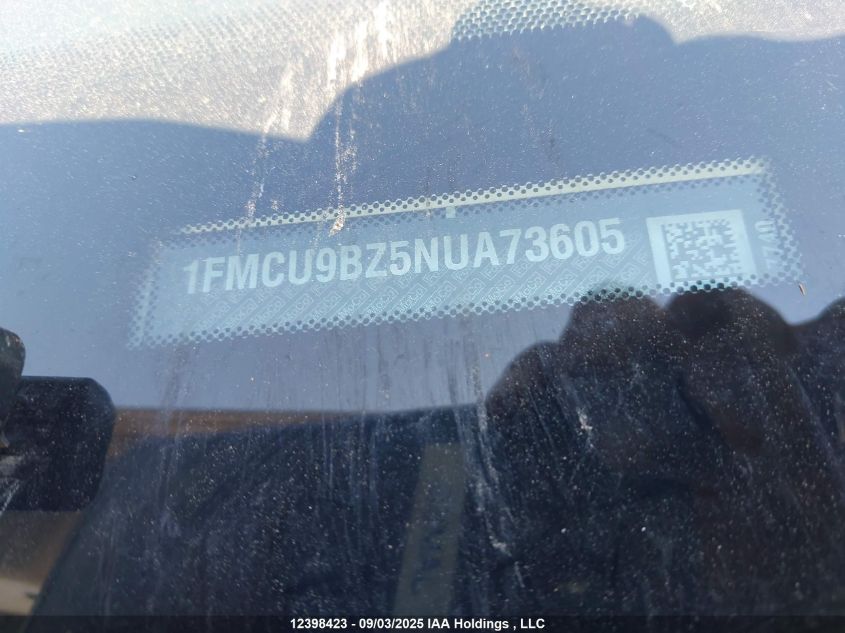 1FMCU9BZ5NUA73605
12398423 - 09/03/2025 IAA Holdings , LLC